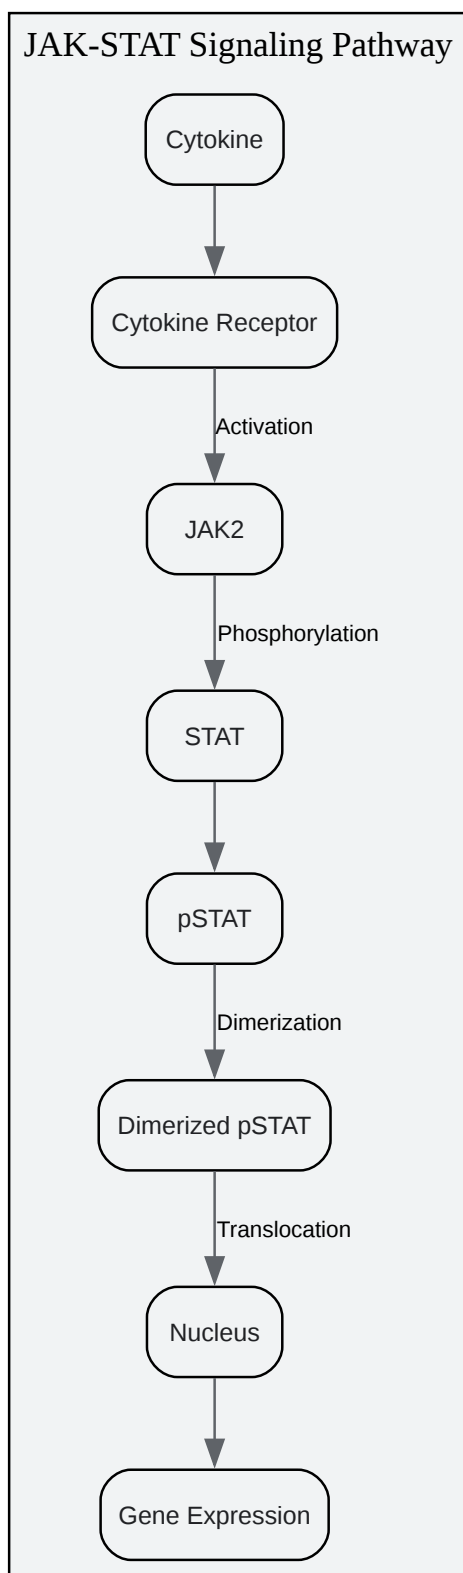 JAK-STAT Signaling Pathway
Cytokine
Cytokine Receptor
Activation
JAK2
Phosphorylation
STAT
pSTAT
Dimerization
Dimerized pSTAT
Translocation
Nucleus
Gene Expression